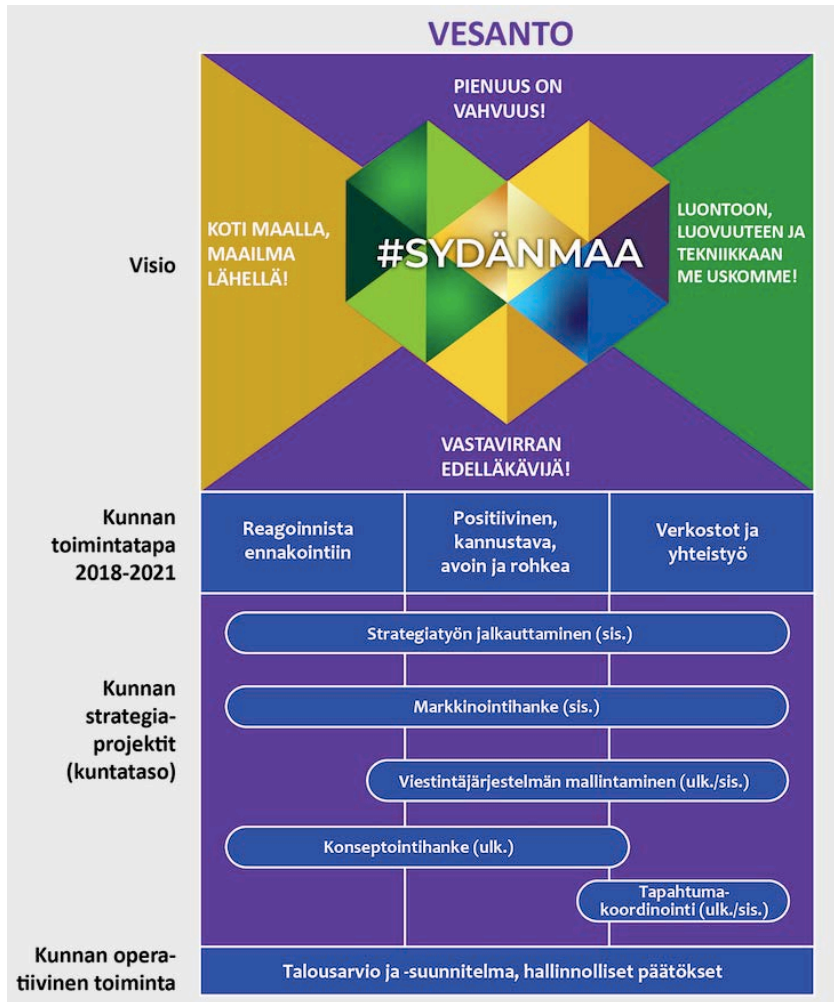 VESANTO
PIENUUS ON
VAHVUUS!
Visio
KOTI MAALLA,
MAAILMA
LÄHELLÄ!
#SYDÄNMAA
LUONTOON,
LUOVUUTEEN JA
TEKNIIKKAAN
ME USKOMME!
VASTAVIRRAN
EDELLÄKÄVIJÄ!
Kunnan
toimintatapa
2018-2021
Reagoinnista
ennakointiin
Positiivinen,
kannustava,
avoin ja rohkea
Verkostot ja
yhteistyö
Kunnan
strategia-
projektit
(kuntataso)
Strategiatyön jalkauttaminen (sis.)
Markkinointihanke (sis.)
Viestintäjärjestelmän mallintaminen (ulk./sis.)
Konseptointihanke (ulk.)
Tapahtuma-
koordinointi (ulk./sis.)
Kunnan opera-
tiivinen toiminta
Talousarvio ja -suunnitelma, hallinnolliset päätökset